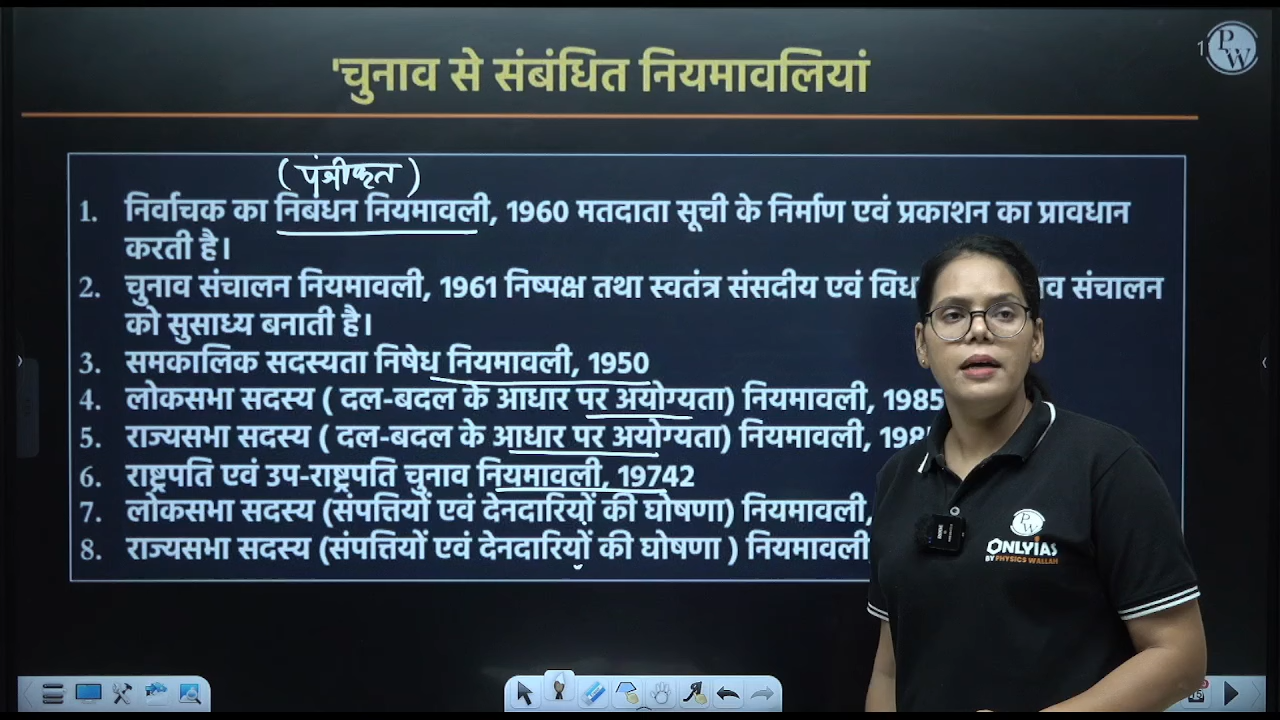 PW
'चुनाव से संबंधित नियमावलियां
(पंजीकृत)
1. निर्वाचक का निबंधन नियमावली, 1960 मतदाता सूची के निर्माण एवं प्रकाशन का प्रावधान
करती है।
2. चुनाव संचालन नियमावली, 1961 निष्पक्ष तथा स्वतंत्र संसदीय एवं संचालन
को सुसाध्य बनाती है।
3. समकालिक सदस्यता निषेध नियमावली, 1950
4. लोकसभा सदस्य ( दल-बदल के आधार पर अयोग्यता) नियमावली, 1985
5. राज्यसभा सदस्य ( दल-बदल के आधार पर अयोग्यता) नियमावली,
6. राष्ट्रपति एवं उप-राष्ट्रपति चुनाव नियमावली, 19742
7. लोकसभा सदस्य (संपत्तियों एवं देनदारियों की घोषणा) नियमावली,
8. राज्यसभा सदस्य (संपत्तियों एवं देनदारियों की घोषणा ) नियमावली
PW
ONLYIAS
BY PHYSICS WALLAH